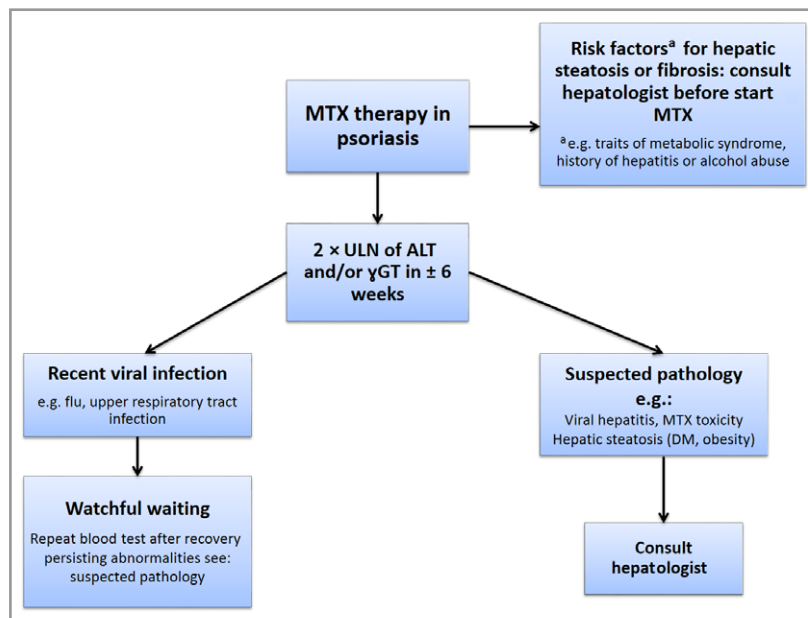 Risk factorsᵃ for hepatic
steatosis or fibrosis: consult
hepatologist before start
MTX
ᵃ e.g. traits of metabolic syndrome,
history of hepatitis or alcohol abuse
MTX therapy in
psoriasis
2 × ULN of ALT
and/or ɣGT in ± 6
weeks
Recent viral infection
e.g. flu, upper respiratory tract
infection
Suspected pathology
e.g.:
Viral hepatitis, MTX toxicity
Hepatic steatosis (DM, obesity)
Watchful waiting
Repeat blood test after recovery
persisting abnormalities see:
suspected pathology
Consult
hepatologist